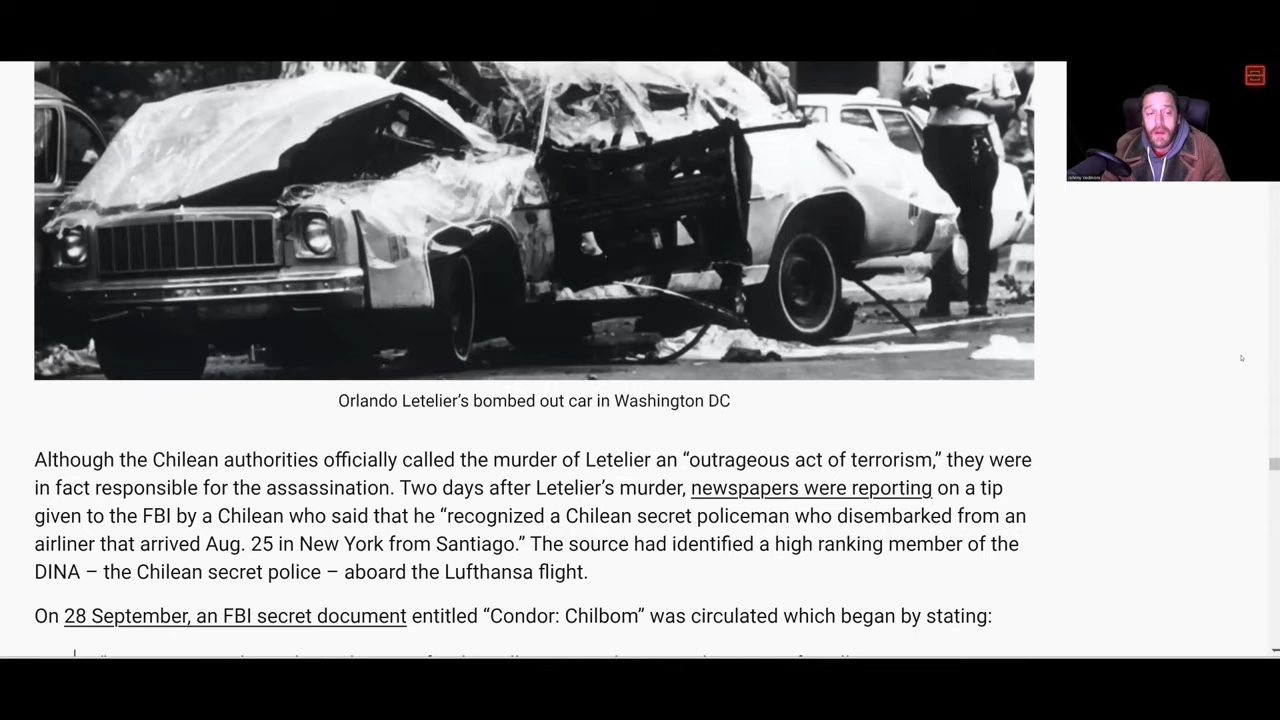 Johnny Vedmore
Orlando Letelier’s bombed out car in Washington DC
Although the Chilean authorities officially called the murder of Letelier an “outrageous act of terrorism,” they were
in fact responsible for the assassination. Two days after Letelier’s murder, newspapers were reporting on a tip
given to the FBI by a Chilean who said that he “recognized a Chilean secret policeman who disembarked from an
airliner that arrived Aug. 25 in New York from Santiago.” The source had identified a high ranking member of the
DINA – the Chilean secret police – aboard the Lufthansa flight.
On 28 September, an FBI secret document entitled “Condor: Chilbom” was circulated which began by stating: